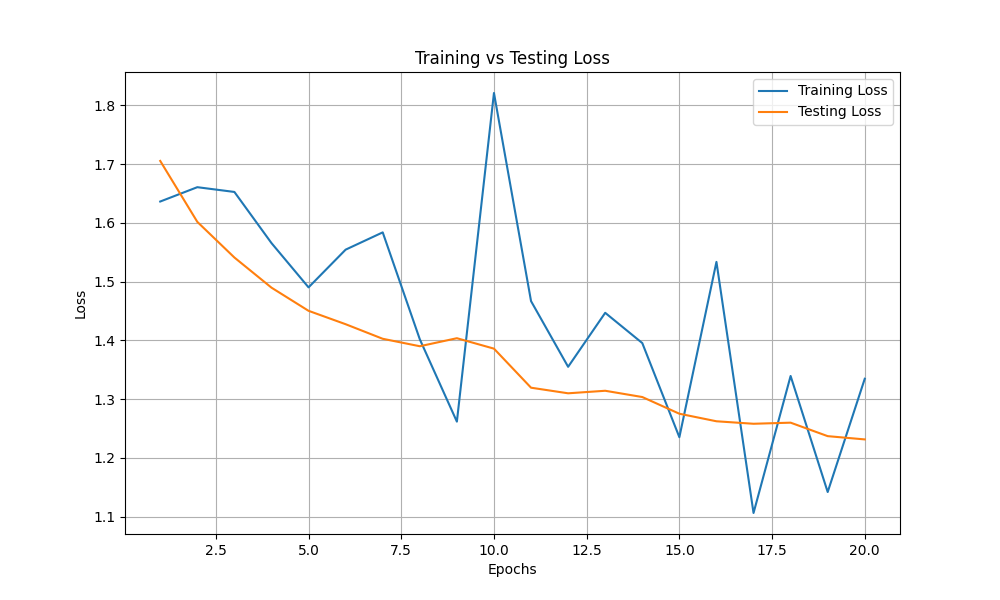 Training vs Testing Loss
Training Loss
Testing Loss
Loss
1.8
1.7
1.6
1.5
1.4
1.3
1.2
1.1
2.5 5.0 7.5 10.0 12.5 15.0 17.5 20.0
Epochs